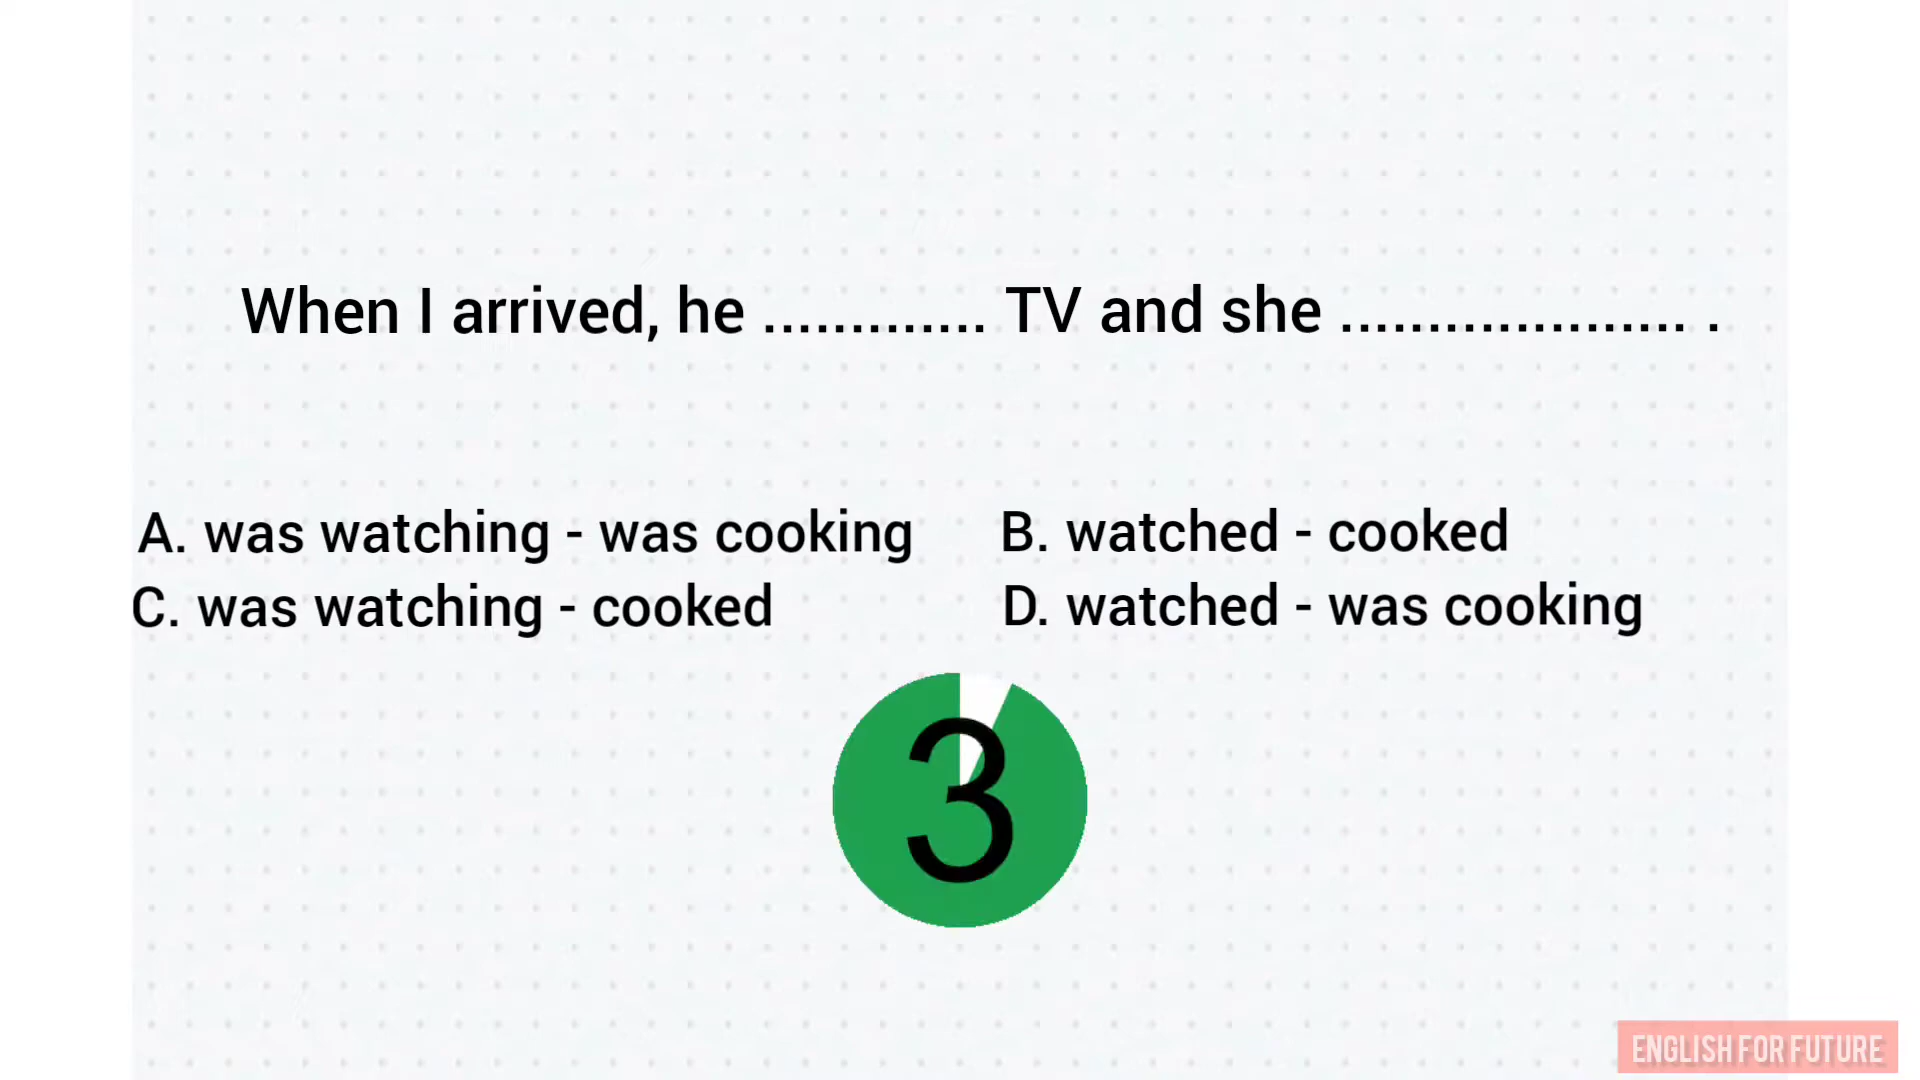 When I arrived, he ............. TV and she .................... .
A. was watching - was cooking B. watched - cooked
C. was watching - cooked D. watched - was cooking
3
ENGLISH FOR FUTURE